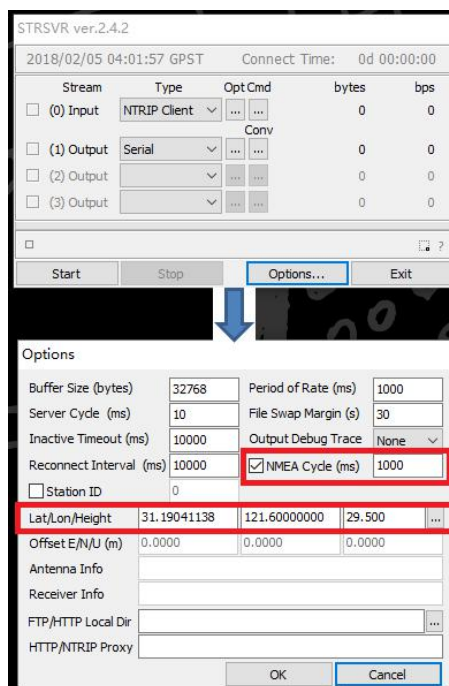 STRSVR ver.2.4.2
2018/02/05 04:01:57 GPST Connect Time: 0d 00:00:00
Stream Type Opt Cmd bytes bps
(0) Input NTRIP Client ... ... 0 0
Conv
(1) Output Serial ... ... 0 0
(2) Output ... ... 0 0
(3) Output ... ... 0 0
?
Start Stop Options... Exit
Options
Buffer Size (bytes) 32768 Period of Rate (ms) 1000
Server Cycle (ms) 10 File Swap Margin (s) 30
Inactive Timeout (ms) 10000 Output Debug Trace None
Reconnect Interval (ms) 10000 NMEA Cycle (ms) 1000
Station ID 0
Lat/Lon/Height 31.19041138 121.60000000 29.500 ...
Offset E/N/U (m) 0.0000 0.0000 0.0000
Antenna Info
Receiver Info
FTP/HTTP Local Dir ...
HTTP/NTRIP Proxy
OK Cancel